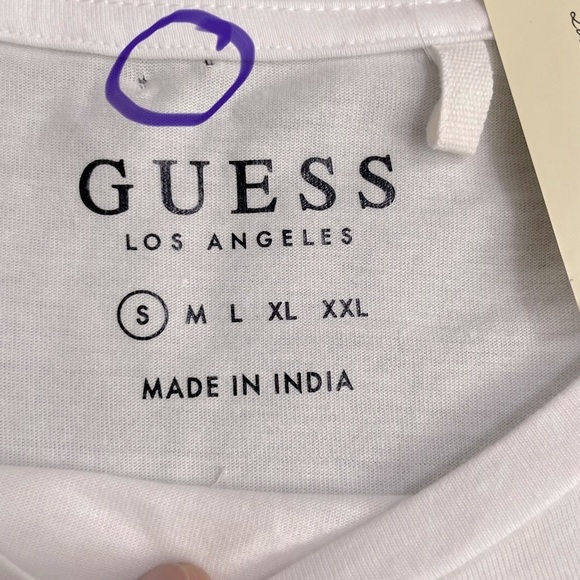 GUESS
LOS ANGELES
S M L XL XXL
MADE IN INDIA